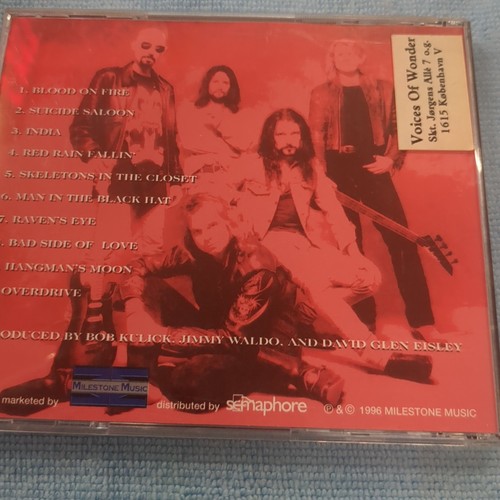 1. BLOOD ON FIRE
2. SUICIDE SALOON
3. INDIA
4. RED RAIN FALLIN'
5. SKELETONS IN THE CLOSET
6. MAN IN THE BLACK HAT
7. RAVEN'S EYE
BAD SIDE OF LOVE
HANGMAN'S MOON
OVERDRIVE
ODUCED BY BOB KULICK, JIMMY WALDO, AND DAVID GLEN EISLEY
marketed by MILESTONE MUSIC distributed by semaphore ℗ & © 1996 MILESTONE MUSIC
Voices Of Wonder
Skt. Jørgens Allé 7 o.g.
1615 København V